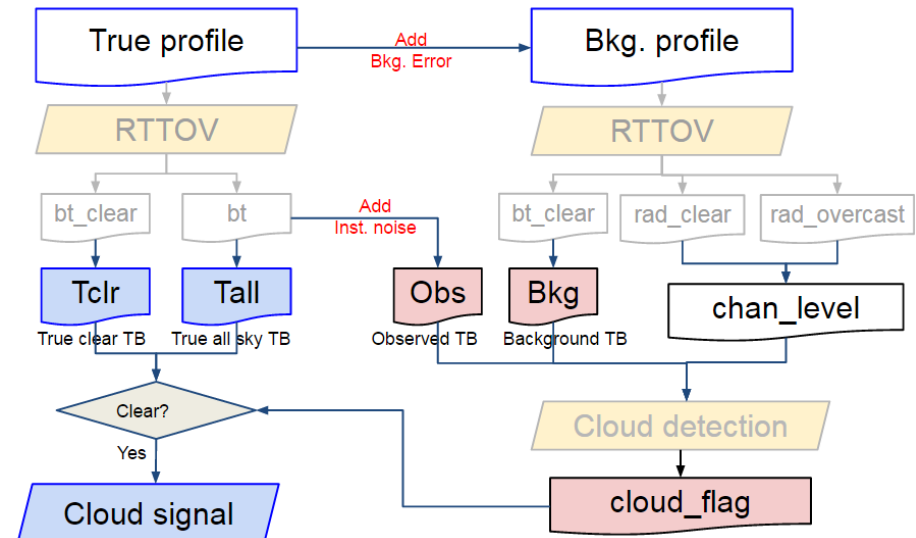 True profile
Add
Bkg. Error
Bkg. profile
RTTOV
RTTOV
bt_clear
bt
Add
Inst. noise
bt_clear
rad_clear
rad_overcast
Tclr
Tall
Obs
Bkg
chan_level
True clear TB
True all sky TB
Observed TB
Background TB
Clear?
Cloud detection
Yes
Cloud signal
cloud_flag